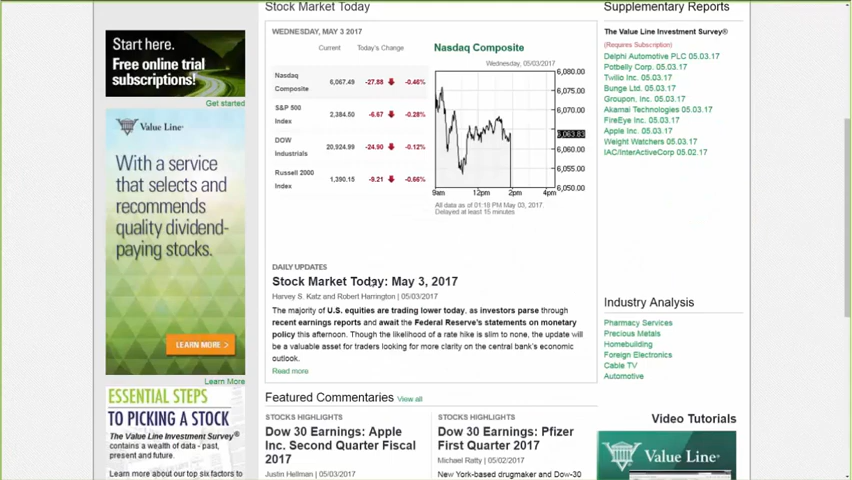 Stock Market Today
Supplementary Reports
Start here.
Free online trial
subscriptions!
Get started
Value Line®
With a service
that selects and
recommends
quality dividend-
paying stocks.
LEARN MORE >
Learn More
ESSENTIAL STEPS
TO PICKING A STOCK
The Value Line Investment Survey®
contains a wealth of data - past,
present and future.
Learn more about our top six factors to
WEDNESDAY, MAY 3 2017
Current Today's Change
Nasdaq Composite 6,067.49 -27.88 -0.46%
S&P 500 Index 2,384.50 -6.67 -0.28%
DOW Industrials 20,924.99 -24.90 -0.12%
Russell 2000 Index 1,390.15 -9.21 -0.66%
Nasdaq Composite
Wednesday, 05/03/2017
6,080.00
6,070.00
6,063.83
6,060.00
6,055.00
6,050.00
9am 12pm 2pm 4pm
All data as of 01:18 PM May 03, 2017.
Delayed at least 15 minutes
DAILY UPDATES
Stock Market Today: May 3, 2017
Harvey S. Katz and Robert Harrington | 05/03/2017
The majority of U.S. equities are trading lower today, as investors parse through
recent earnings reports and await the Federal Reserve's statements on monetary
policy this afternoon. Though the likelihood of a rate hike is slim to none, the update will
be a valuable asset for traders looking for more clarity on the central bank's economic
outlook.
Read more
Featured Commentaries View all
STOCKS HIGHLIGHTS
Dow 30 Earnings: Apple
Inc. Second Quarter Fiscal
2017
Justin Hellman | 05/03/2017
STOCKS HIGHLIGHTS
Dow 30 Earnings: Pfizer
First Quarter 2017
Michael Ratty | 05/02/2017
New York-based drugmaker and Dow-30
The Value Line Investment Survey®
(Requires Subscription)
Delphi Automotive PLC 05.03.17
Potbelly Corp. 05.03.17
Twilio Inc. 05.03.17
Bunge Ltd. 05.03.17
Groupon, Inc. 05.03.17
Akamai Technologies 05.03.17
FireEye Inc. 05.03.17
Apple Inc. 05.03.17
Weight Watchers 05.03.17
IAC/InterActiveCorp 05.02.17
Industry Analysis
Pharmacy Services
Precious Metals
Homebuilding
Foreign Electronics
Cable TV
Automotive
Video Tutorials
Value Line®